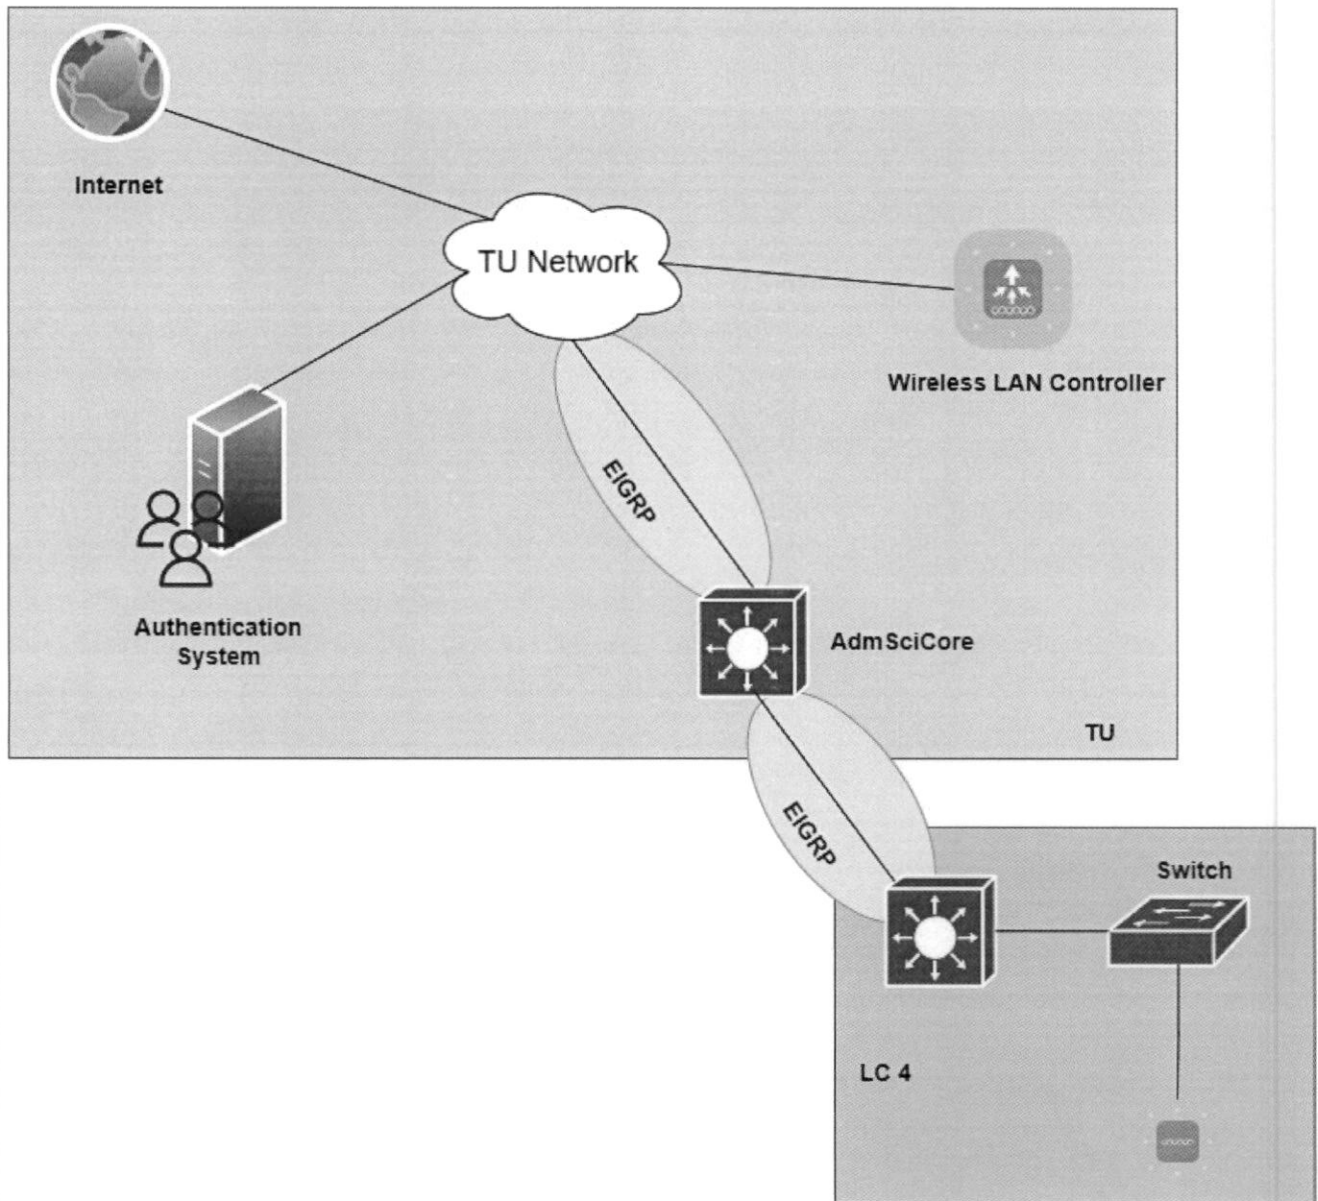 Internet
TU Network
Wireless LAN Controller
EIGRP
Authentication
System
AdmSciCore
TU
EIGRP
Switch
LC 4